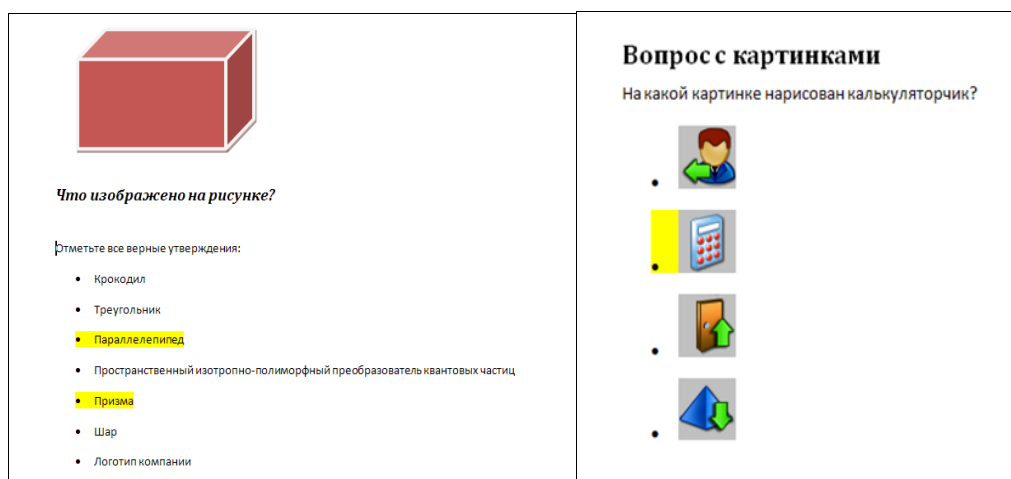 Что изображено на рисунке?
Отметьте все верные утверждения:
Крокодил
Треугольник
Параллелепипед
Пространственный изотропно-полиморфный преобразователь квантовых частиц
Призма
Шар
Логотип компании
Вопрос с картинками
На какой картинке нарисован калькуляторчик?